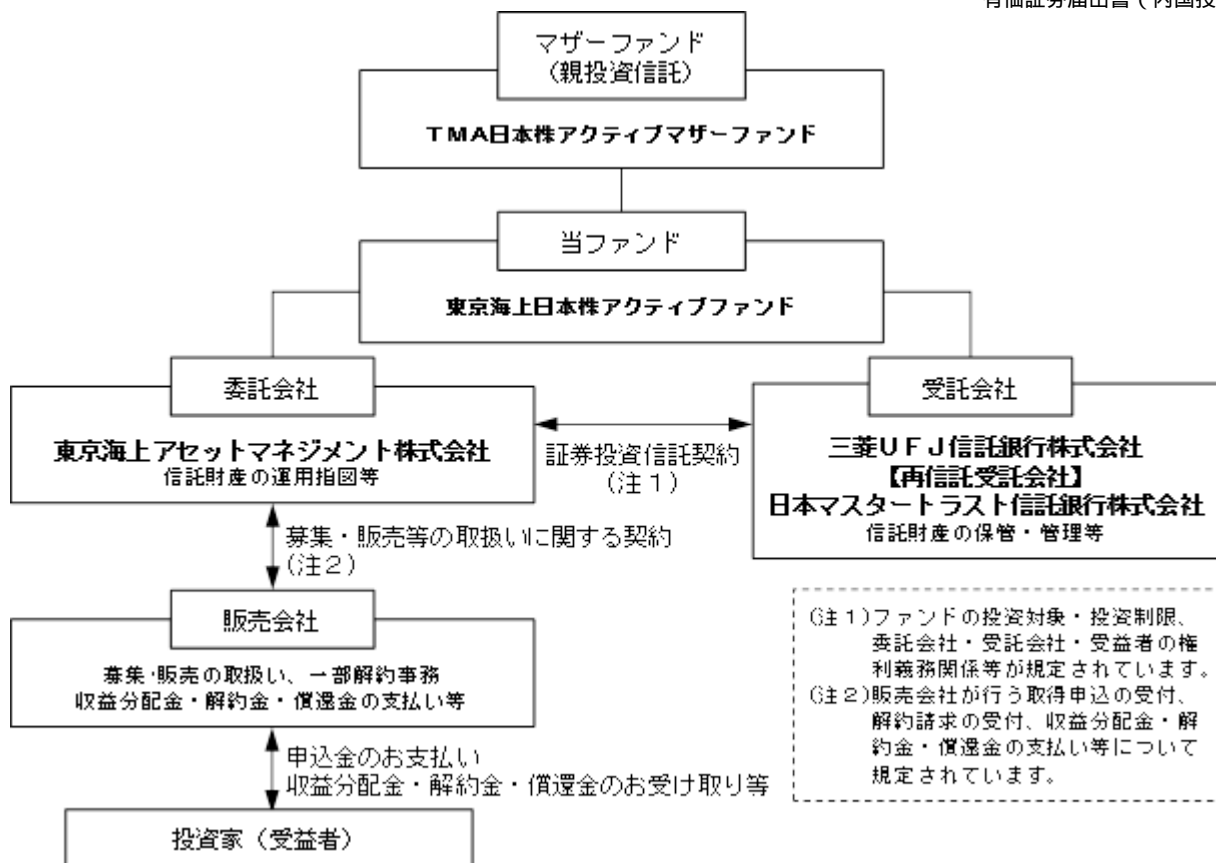 有価証券届出書（内国投
マザーファンド
（親投資信託）
ＴＭＡ日本株アクティブマザーファンド
当ファンド
東京海上日本株アクティブファンド
委託会社
東京海上アセットマネジメント株式会社
信託財産の運用指図等
証券投資信託契約
（注１）
受託会社
三菱ＵＦＪ信託銀行株式会社
【再信託受託会社】
日本マスタートラスト信託銀行株式会社
信託財産の保管・管理等
募集・販売等の取扱いに関する契約
（注２）
販売会社
募集・販売の取扱い、一部解約事務
収益分配金・解約金・償還金の支払い等
（注１）ファンドの投資対象・投資制限、
委託会社・受託会社・受益者の権
利義務関係等が規定されています。
（注２）販売会社が行う取得申込の受付、
解約請求の受付、収益分配金・解
約金・償還金の支払い等について
規定されています。
申込金のお支払い
収益分配金・解約金・償還金のお受け取り等
投資家（受益者）